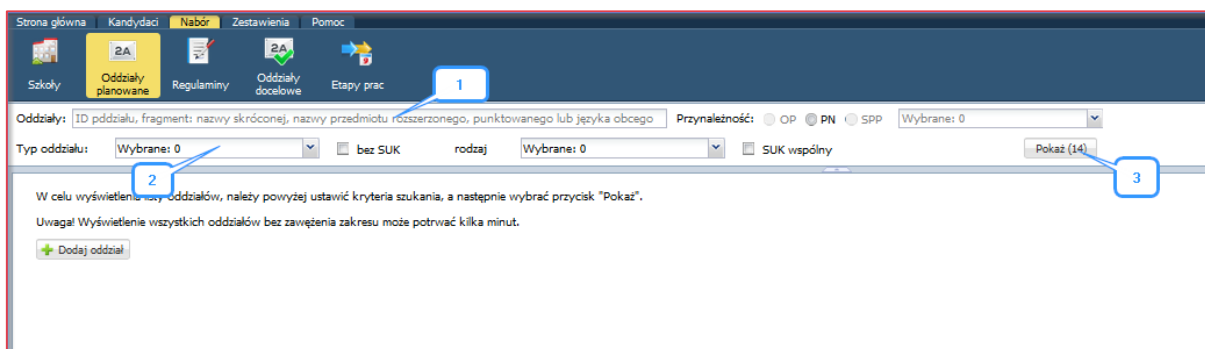 Strona główna Kandydaci Nabór Zestawienia Pomoc
2A 2A
Szkoły Oddziały planowane Regulaminy Oddziały docelowe Etapy prac
1
Oddziały: ID pddziału, fragment: nazwy skróconej, nazwy przedmiotu rozszerzonego, punktowanego lub języka obcego Przynależność: OP PN SPP Wybrane: 0
Typ oddziału: Wybrane: 0 bez SUK rodzaj Wybrane: 0 SUK wspólny Pokaż (14)
2 3
W celu wyświetlenia listy oddziałów, należy powyżej ustawić kryteria szukania, a następnie wybrać przycisk "Pokaż".
Uwaga! Wyświetlenie wszystkich oddziałów bez zawężenia zakresu może potrwać kilka minut.
Dodaj oddział